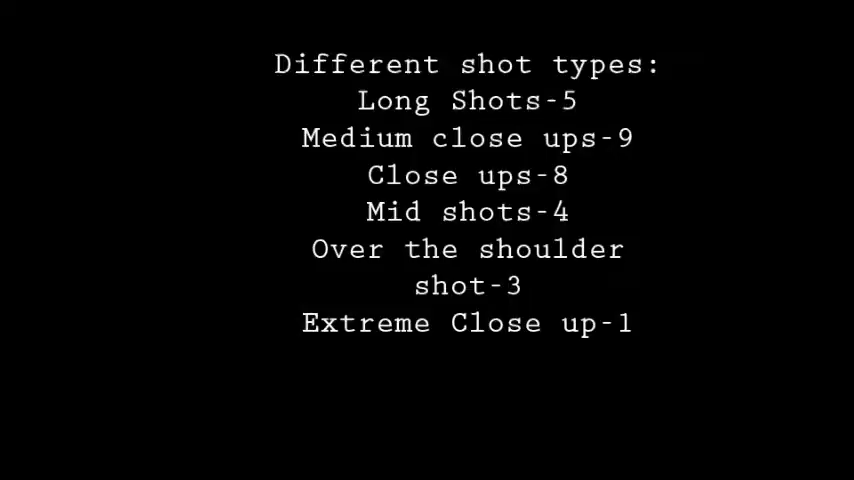 Different shot types:
Long Shots-5
Medium close ups-9
Close ups-8
Mid shots-4
Over the shoulder
shot-3
Extreme Close up-1